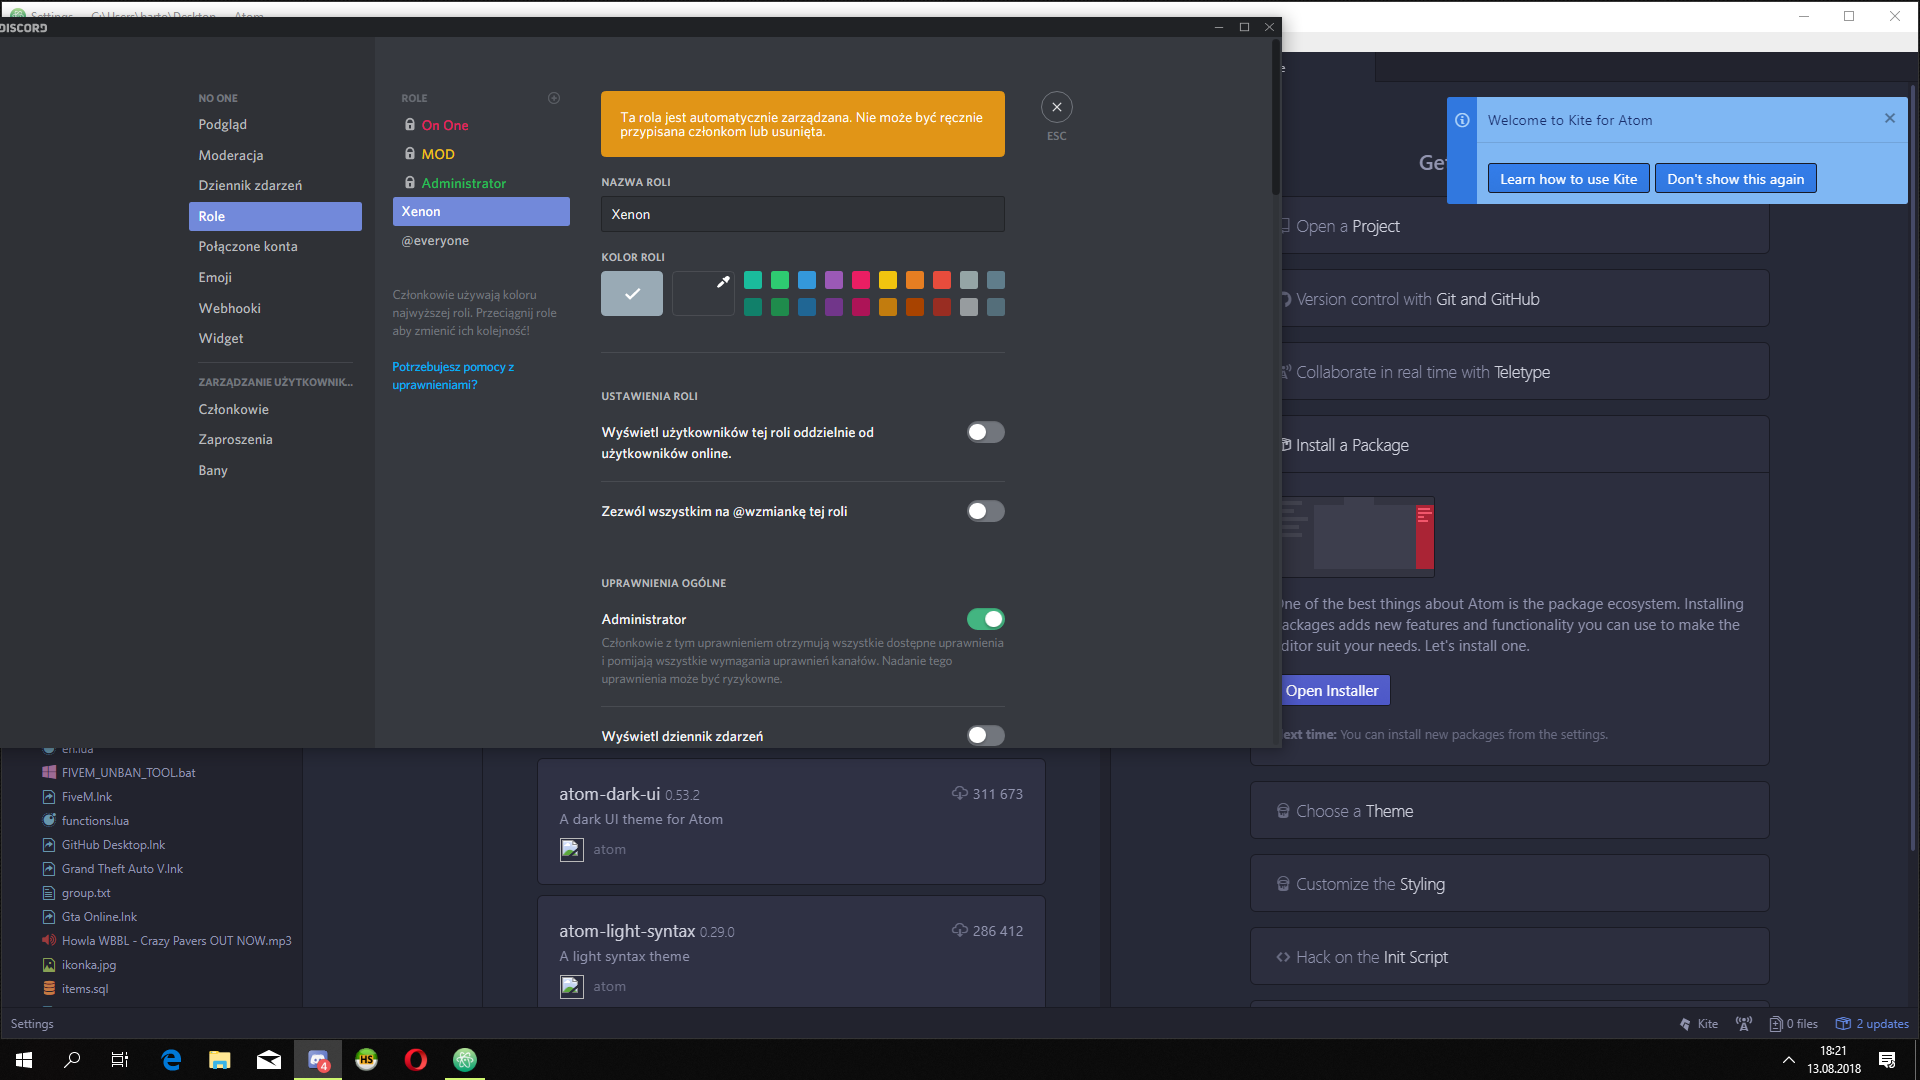 Settings — C:\Users\barto\Desktop — Atom
DISCORD
NO ONE
Podgląd
Moderacja
Dziennik zdarzeń
Role
Połączone konta
Emoji
Webhooki
Widget
ZARZĄDZANIE UŻYTKOWNIK...
Członkowie
Zaproszenia
Bany
ROLE
On One
MOD
Administrator
Xenon
@everyone
Członkowie używają koloru
najwyższej roli. Przeciągnij role
aby zmienić ich kolejność!
Potrzebujesz pomocy z
uprawnieniami?
Ta rola jest automatycznie zarządzana. Nie może być ręcznie
przypisana członkom lub usunięta.
ESC
NAZWA ROLI
Xenon
KOLOR ROLI
USTAWIENIA ROLI
Wyświetl użytkowników tej roli oddzielnie od
użytkowników online.
Zezwól wszystkim na @wzmiankę tej roli
UPRAWNIENIA OGÓLNE
Administrator
Członkowie z tym uprawnieniem otrzymują wszystkie dostępne uprawnienia
i pomijają wszystkie wymagania uprawnień kanałów. Nadanie tego
uprawnienia może być ryzykowne.
Wyświetl dziennik zdarzeń
Welcome to Kite for Atom
Learn how to use Kite
Don't show this again
Get
Open a Project
Version control with Git and GitHub
Collaborate in real time with Teletype
Install a Package
One of the best things about Atom is the package ecosystem. Installing
packages adds new features and functionality you can use to make the
editor suit your needs. Let's install one.
Open Installer
Next time: You can install new packages from the settings.
Choose a Theme
Customize the Styling
Hack on the Init Script
en.lua
FIVEM_UNBAN_TOOL.bat
FiveM.lnk
functions.lua
GitHub Desktop.lnk
Grand Theft Auto V.lnk
group.txt
Gta Online.lnk
Howla WBBL - Crazy Pavers OUT NOW.mp3
ikonka.jpg
items.sql
atom-dark-ui 0.53.2
311 673
A dark UI theme for Atom
atom
atom-light-syntax 0.29.0
286 412
A light syntax theme
atom
Settings
Kite
0 files
2 updates
4
HS
18:21
13.08.2018